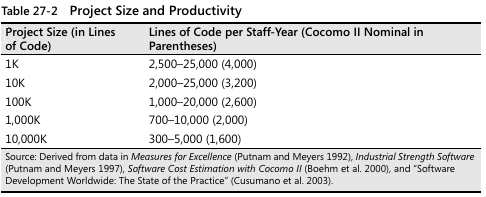 Table 27-2 Project Size and Productivity
Project Size (in Lines of Code) Lines of Code per Staff-Year (Cocomo II Nominal in Parentheses)
1K 2,500–25,000 (4,000)
10K 2,000–25,000 (3,200)
100K 1,000–20,000 (2,600)
1,000K 700–10,000 (2,000)
10,000K 300–5,000 (1,600)
Source: Derived from data in Measures for Excellence (Putnam and Meyers 1992), Industrial Strength Software
(Putnam and Meyers 1997), Software Cost Estimation with Cocomo II (Boehm et al. 2000), and “Software
Development Worldwide: The State of the Practice” (Cusumano et al. 2003).